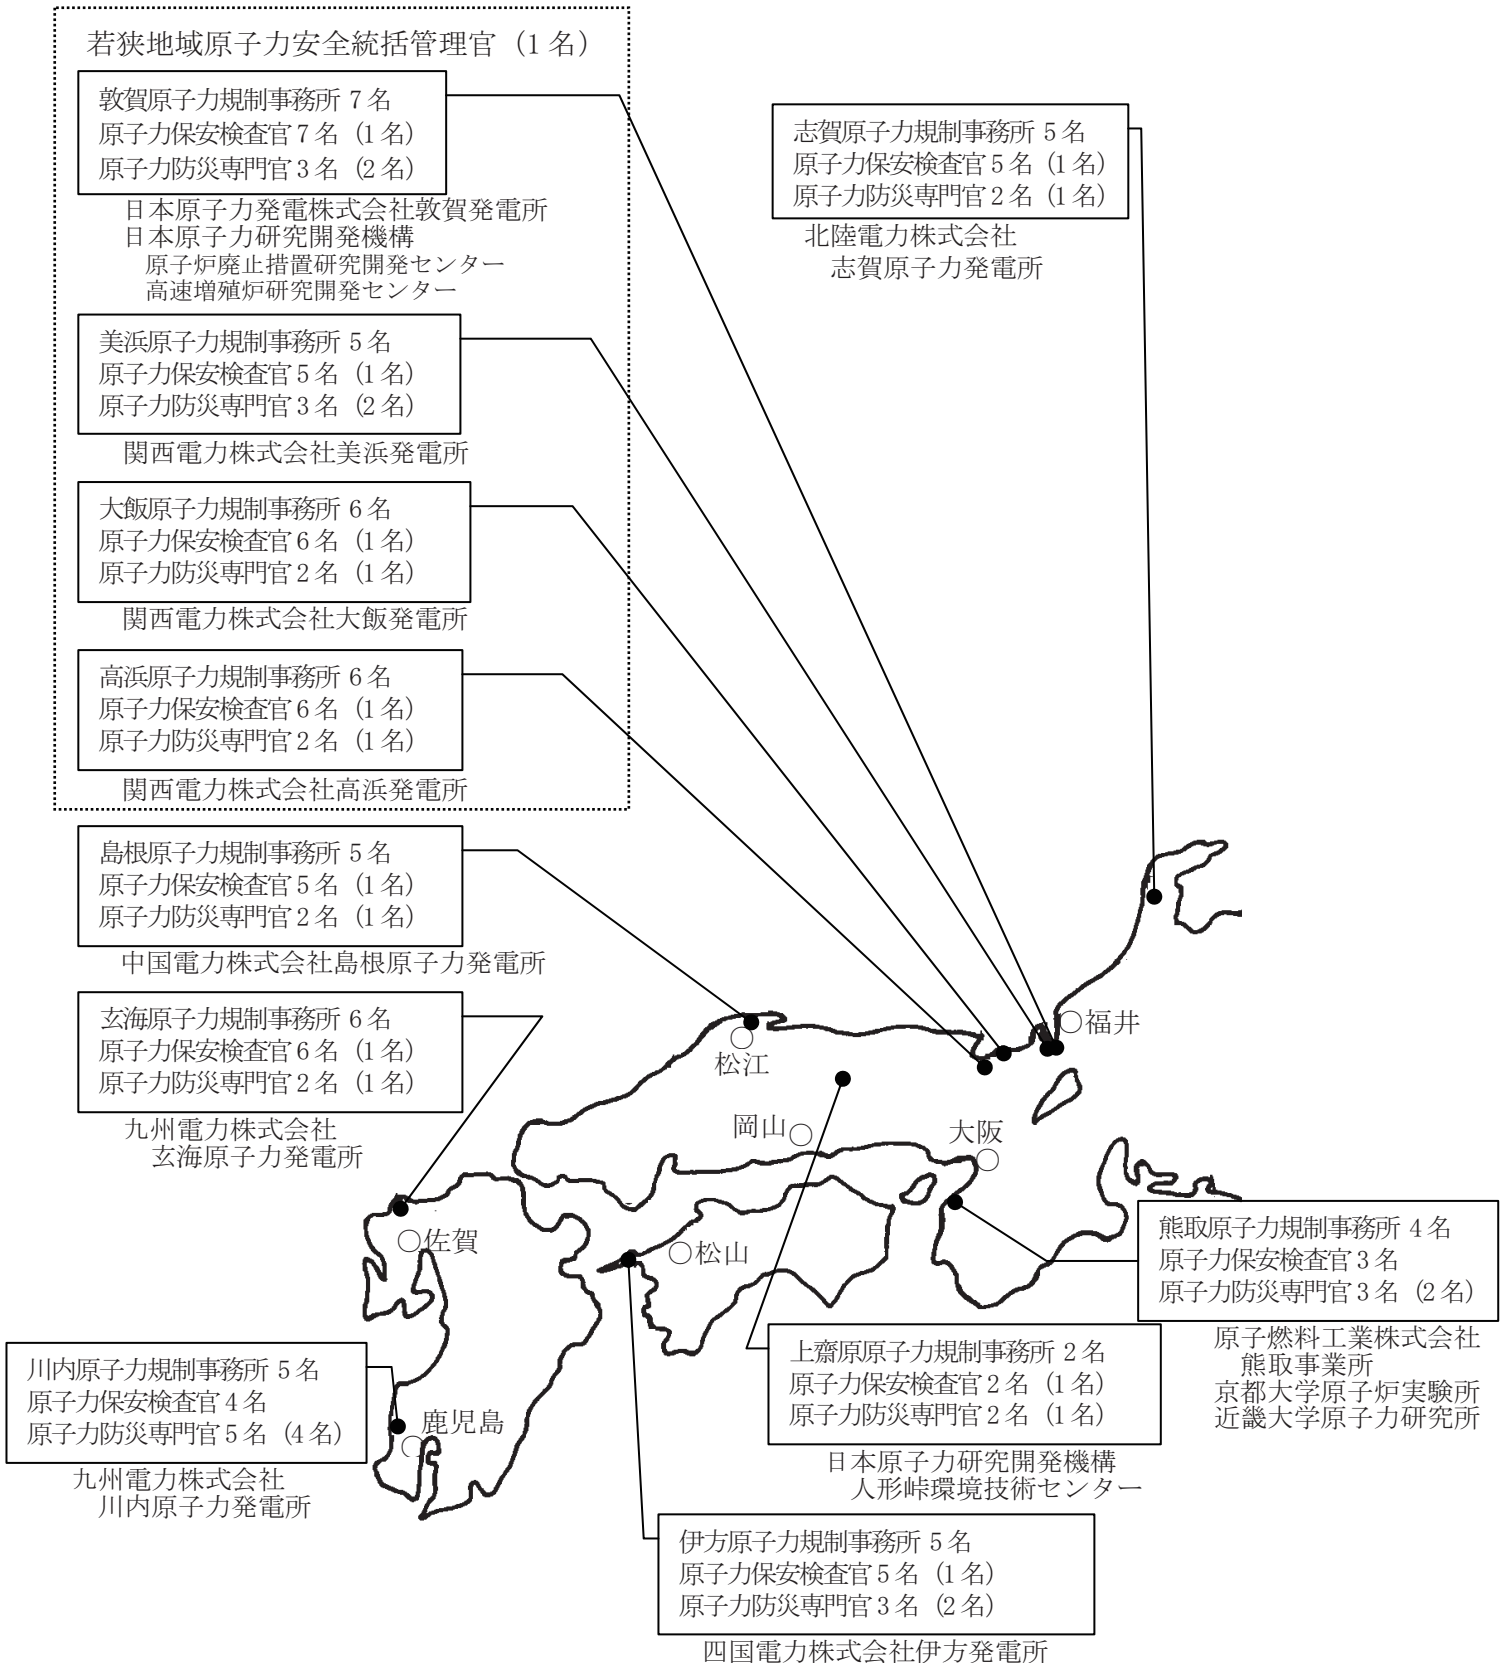 若狭地域原子力安全統括管理官（1名）
敦賀原子力規制事務所 7名
原子力保安検査官7名（1名）
原子力防災専門官3名（2名）
日本原子力発電株式会社敦賀発電所
日本原子力研究開発機構
原子炉廃止措置研究開発センター
高速増殖炉研究開発センター
美浜原子力規制事務所 5名
原子力保安検査官5名（1名）
原子力防災専門官3名（2名）
関西電力株式会社美浜発電所
大飯原子力規制事務所 6名
原子力保安検査官6名（1名）
原子力防災専門官2名（1名）
関西電力株式会社大飯発電所
高浜原子力規制事務所 6名
原子力保安検査官6名（1名）
原子力防災専門官2名（1名）
関西電力株式会社高浜発電所
志賀原子力規制事務所 5名
原子力保安検査官5名（1名）
原子力防災専門官2名（1名）
北陸電力株式会社
志賀原子力発電所
島根原子力規制事務所 5名
原子力保安検査官5名（1名）
原子力防災専門官2名（1名）
中国電力株式会社島根原子力発電所
玄海原子力規制事務所 6名
原子力保安検査官6名（1名）
原子力防災専門官2名（1名）
九州電力株式会社
玄海原子力発電所
○福井
○
松江
岡山○
大阪
○
○佐賀
○松山
熊取原子力規制事務所 4名
原子力保安検査官3名
原子力防災専門官3名（2名）
原子燃料工業株式会社
熊取事業所
京都大学原子炉実験所
近畿大学原子力研究所
川内原子力規制事務所 5名
原子力保安検査官4名
原子力防災専門官5名（4名）
九州電力株式会社
川内原子力発電所
鹿児島
○
上齋原原子力規制事務所 2名
原子力保安検査官2名（1名）
原子力防災専門官2名（1名）
日本原子力研究開発機構
人形峠環境技術センター
伊方原子力規制事務所 5名
原子力保安検査官5名（1名）
原子力防災専門官3名（2名）
四国電力株式会社伊方発電所